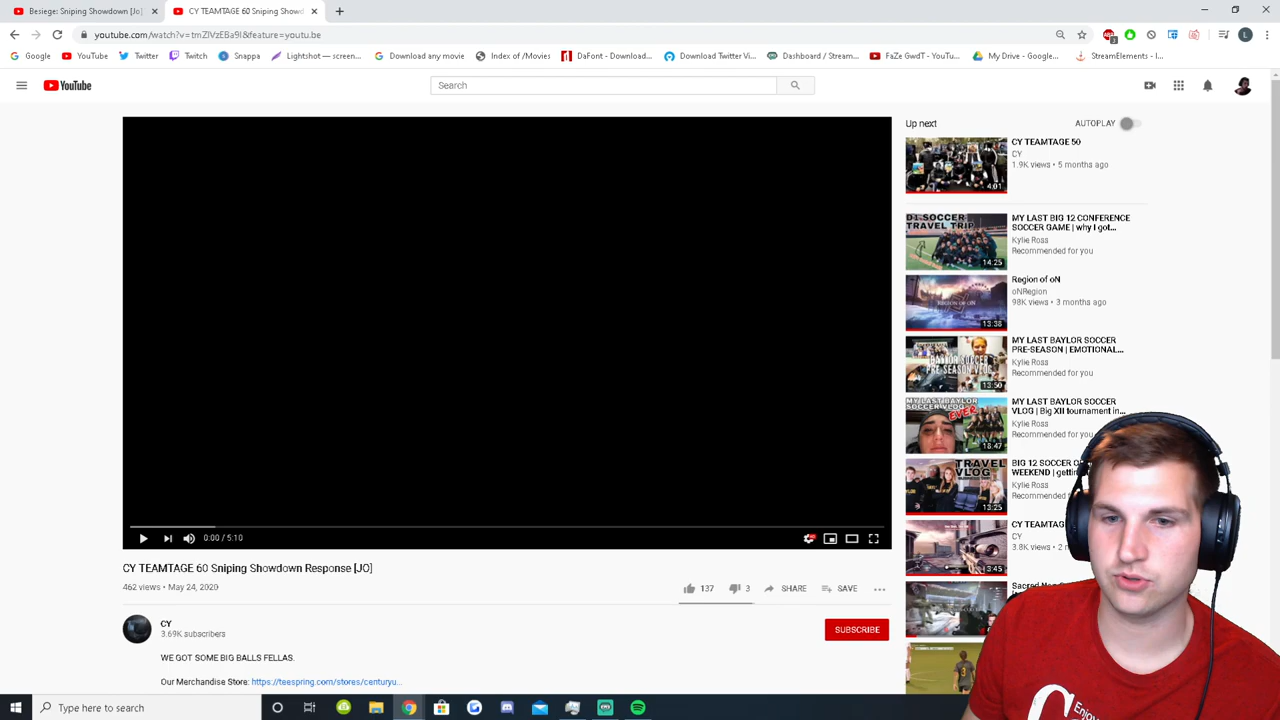 Besiege: Sniping Showdown [Jo]
CY TEAMTAGE 60 Sniping Showd
youtube.com/watch?v=tmZlVzEBa9I&feature=youtu.be
Google
YouTube
Twitter
Twitch
Snappa
Lightshot — screen...
Download any movie
Index of /Movies
DaFont - Download...
Download Twitter Vi...
Dashboard / Stream...
FaZe GwdT - YouTu...
My Drive - Google...
StreamElements - I...
YouTube
Search
Up next
AUTOPLAY
CY TEAMTAGE 50
CY
1.9K views • 5 months ago
4:01
D1 SOCCER
TRAVEL TRIP
14:25
MY LAST BIG 12 CONFERENCE
SOCCER GAME | why I got...
Kylie Ross
Recommended for you
REGION OF ON
13:38
Region of oN
oNRegion
98K views • 3 months ago
BAYLOR SOCCER
PRE-SEASON VLOG
13:50
MY LAST BAYLOR SOCCER
PRE-SEASON | EMOTIONAL...
Kylie Ross
Recommended for you
MY LAST BAYLOR
SOCCER VLOG EVER
18:47
MY LAST BAYLOR SOCCER
VLOG | Big XII tournament in...
Kylie Ross
Recommended for you
TRAVEL
VLOG
13:25
BIG 12 SOCCER
WEEKEND | gettin
Kylie Ross
Recommended fo
3:45
CY TEAMTAG
CY
3.8K views • 2 m
0:00 / 5:10
CY TEAMTAGE 60 Sniping Showdown Response [JO]
462 views • May 24, 2020
137
3
SHARE
SAVE
CY
3.69K subscribers
SUBSCRIBE
WE GOT SOME BIG BALLS FELLAS.
Our Merchandise Store: https://teespring.com/stores/centuryu...
Type here to search
Enjoy